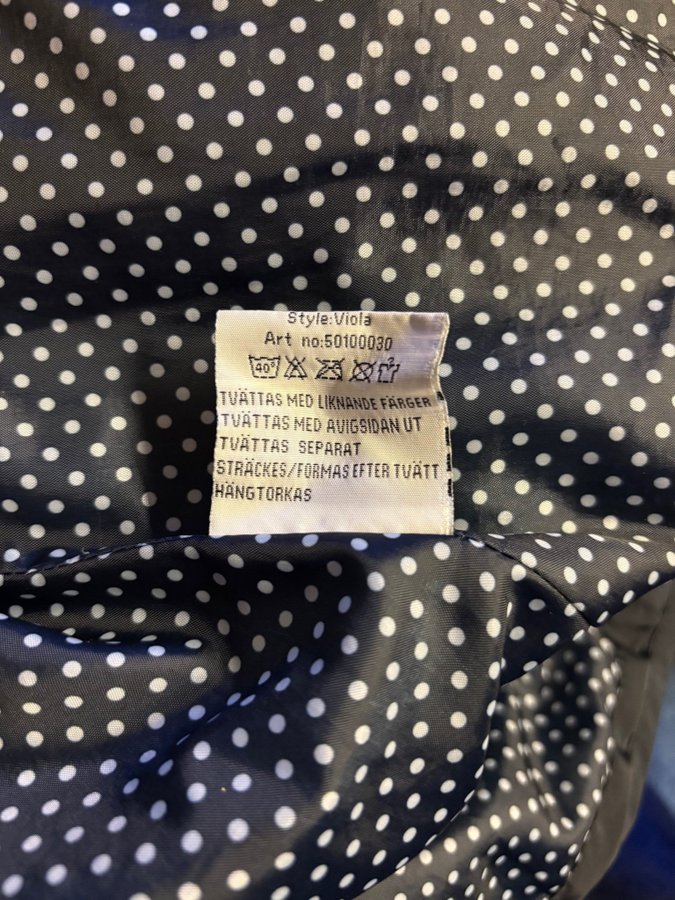 Style:Viola
Art no:50100030
40°
TVÄTTAS MED LIKNANDE FÄRGER
TVÄTTAS MED AVIGSIDAN UT
TVÄTTAS SEPARAT
STRÄCKES/FORMAS EFTER TVÄTT
HÄNGTORKAS